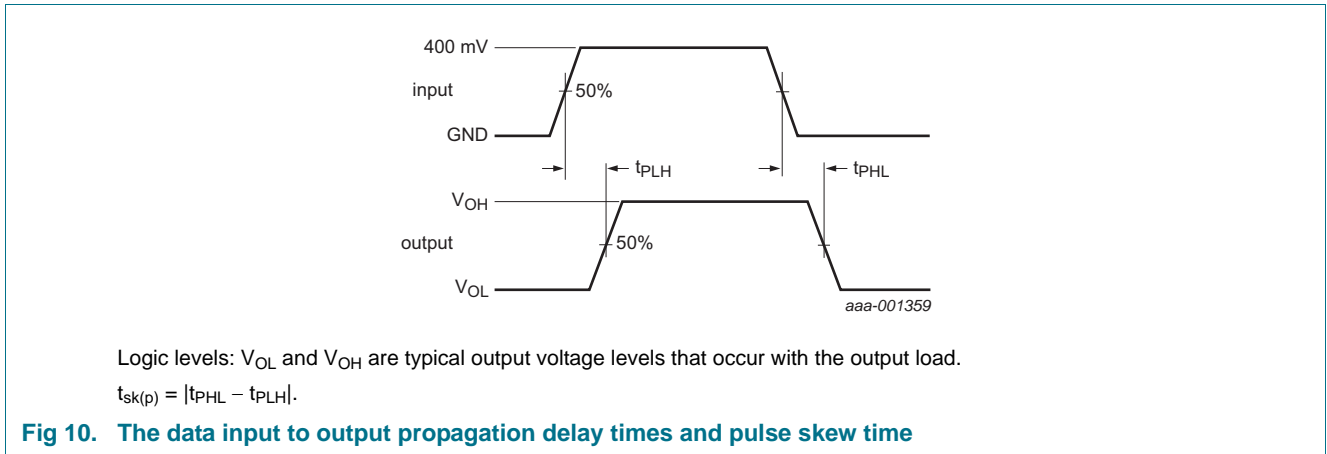 400 mV
input
50%
GND
tPLH
tPHL
VOH
output
50%
VOL
aaa-001359
Logic levels: VOL and VOH are typical output voltage levels that occur with the output load.
tsk(p) = |tPHL − tPLH|.
Fig 10. The data input to output propagation delay times and pulse skew time